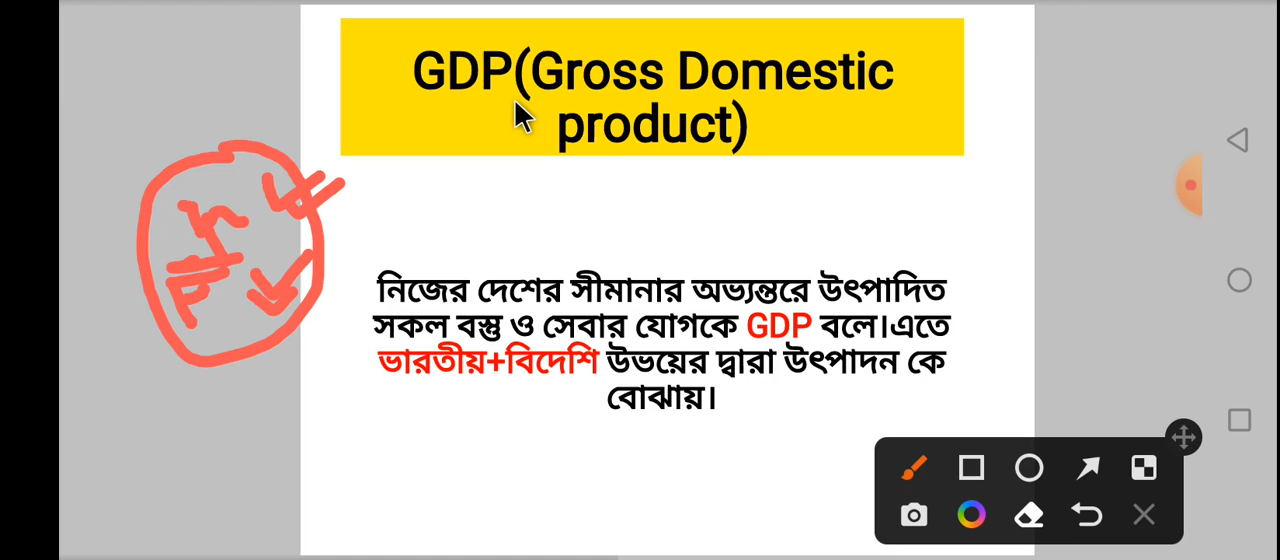 GDP(Gross Domestic
product)
নিজের দেশের সীমানার অভ্যন্তরে উৎপাদিত
সকল বস্তু ও সেবার যোগকে GDP বলে।এতে
ভারতীয়+বিদেশি উভয়ের দ্বারা উৎপাদন কে
বোঝায়।